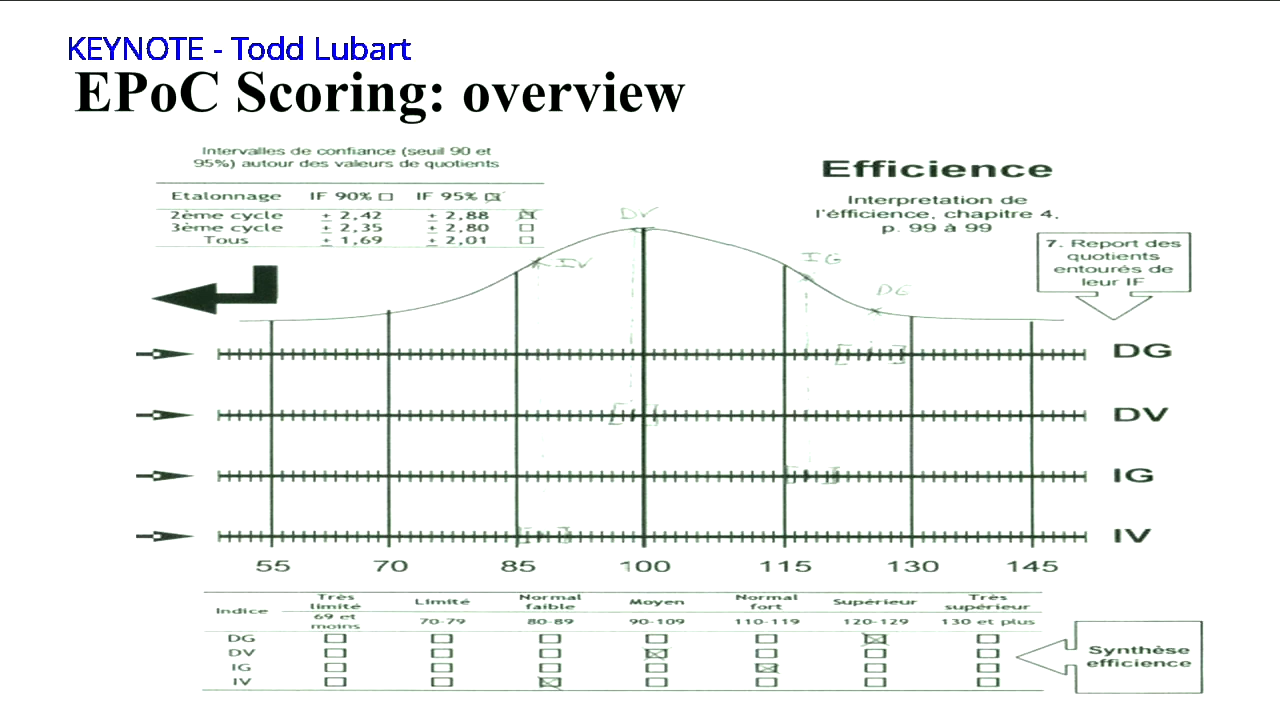 KEYNOTE - Todd Lubart
EPoC Scoring: overview
Intervalles de confiance (seuil 90 et
95%) autour des valeurs de quotients
Etalonnage IF 90% IF 95%
2ème cycle ± 2,42 ± 2,88
3ème cycle ± 2,35 ± 2,80
Tous ± 1,69 ± 2,01
Efficience
Interpretation de
l'éfficience, chapitre 4,
p. 99 à 99
7. Report des
quotients
entourés de
leur IF
DV
IV
IG
DG
DG
DV
IG
IV
55 70 85 100 115 130 145
Indice
Très
limité
69 et
moins
Limité
70-79
Normal
faible
80-89
Moyen
90-109
Normal
fort
110-119
Supérieur
120-129
Très
supérieur
130 et plus
DG
DV
IG
IV
Synthèse
efficience